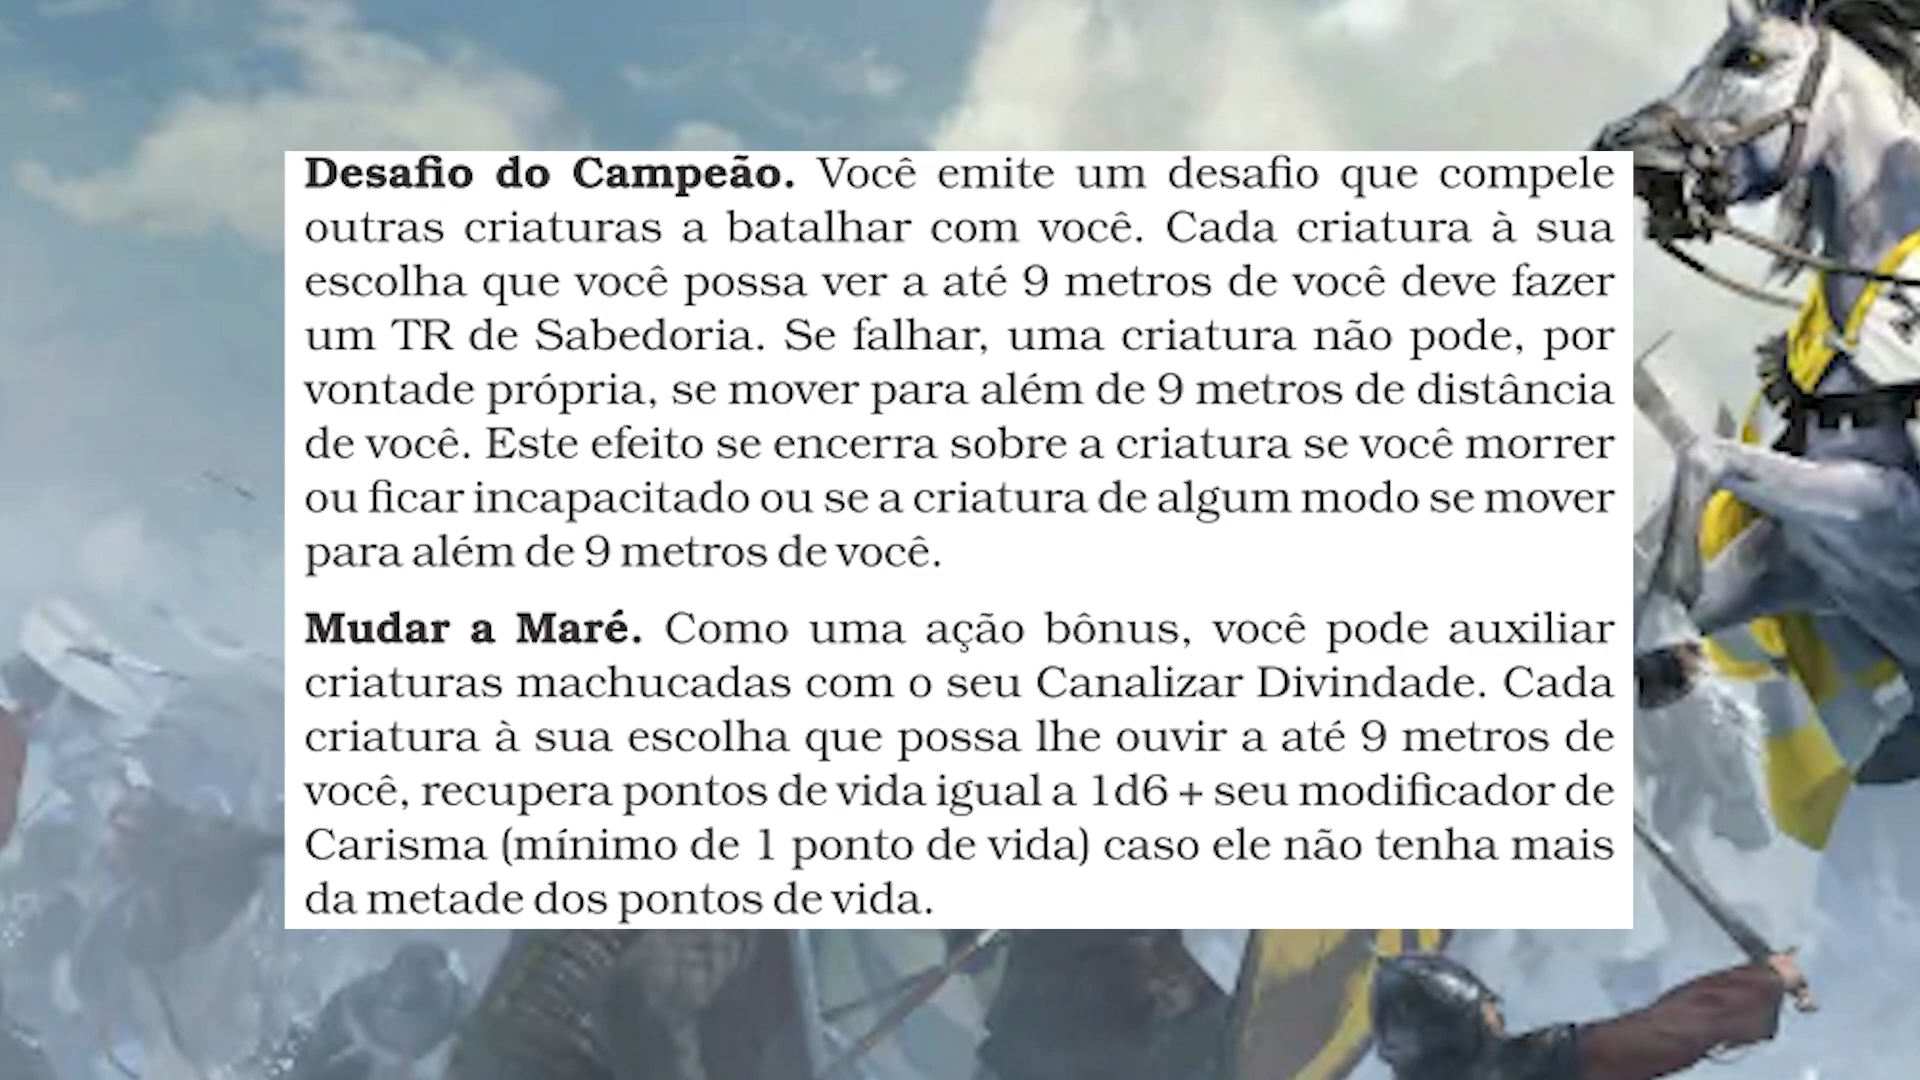 Desafio do Campeão. Você emite um desafio que compele
outras criaturas a batalhar com você. Cada criatura à sua
escolha que você possa ver a até 9 metros de você deve fazer
um TR de Sabedoria. Se falhar, uma criatura não pode, por
vontade própria, se mover para além de 9 metros de distância
de você. Este efeito se encerra sobre a criatura se você morrer
ou ficar incapacitado ou se a criatura de algum modo se mover
para além de 9 metros de você.
Mudar a Maré. Como uma ação bônus, você pode auxiliar
criaturas machucadas com o seu Canalizar Divindade. Cada
criatura à sua escolha que possa lhe ouvir a até 9 metros de
você, recupera pontos de vida igual a 1d6 + seu modificador de
Carisma (mínimo de 1 ponto de vida) caso ele não tenha mais
da metade dos pontos de vida.